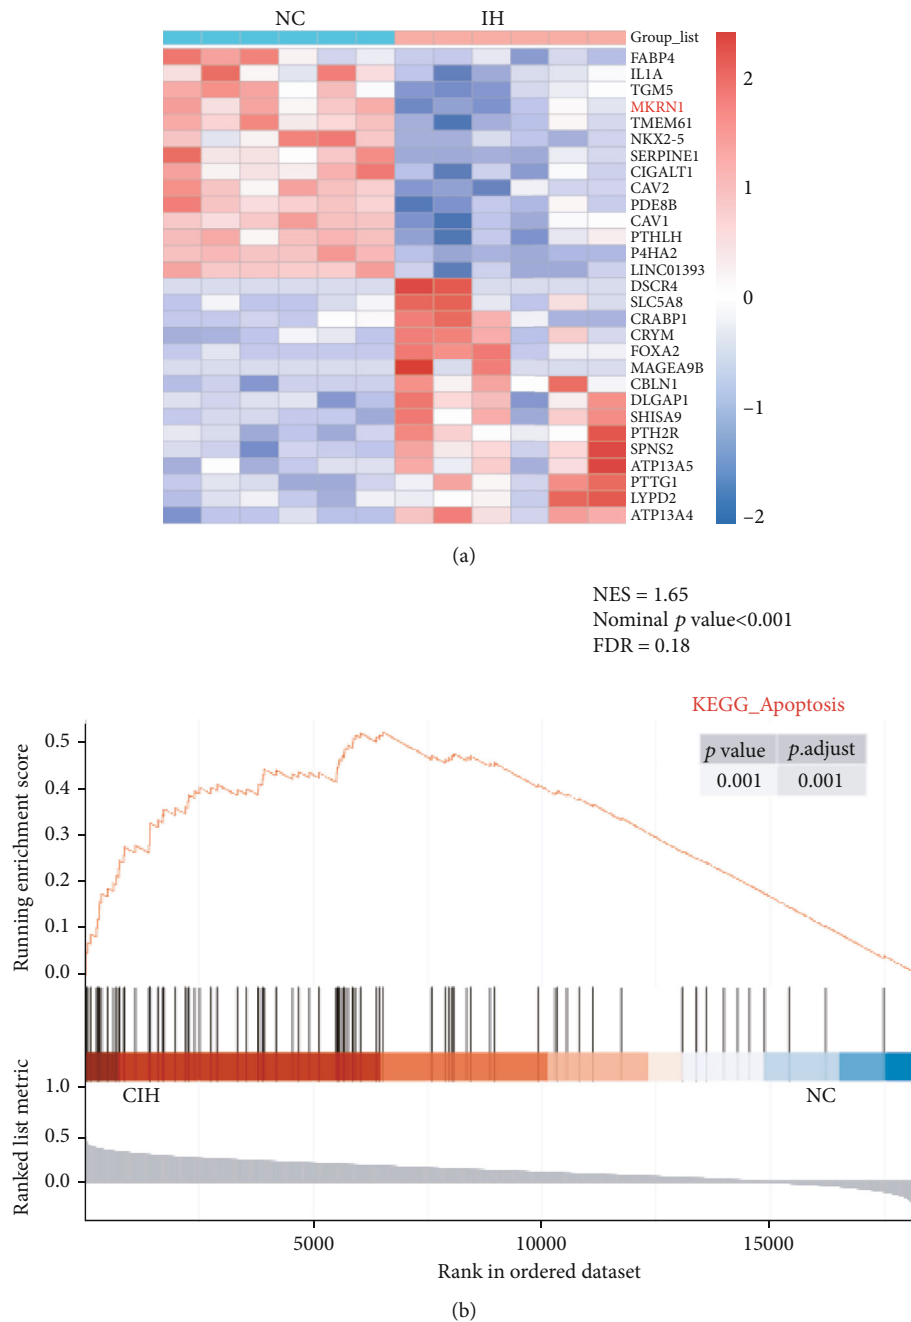 NC IH
Group_list
FABP4
IL1A
TGM5
MKRN1
TMEM61
NKX2-5
SERPINE1
CIGALT1
CAV2
PDE8B
CAV1
PTHLH
P4HA2
LINC01393
DSCR4
SLC5A8
CRABP1
CRYM
FOXA2
MAGEA9B
CBLN1
DLGAP1
SHISA9
PTH2R
SPNS2
ATP13A5
PTTG1
LYPD2
ATP13A4
2
1
0
–1
–2
(a)
NES = 1.65
Nominal p value<0.001
FDR = 0.18
KEGG_Apoptosis
p value p.adjust
0.001 0.001
Running enrichment score
0.5
0.4
0.3
0.2
0.1
0.0
CIH NC
Ranked list metric
1.0
0.5
0.0
5000 10000 15000
Rank in ordered dataset
(b)